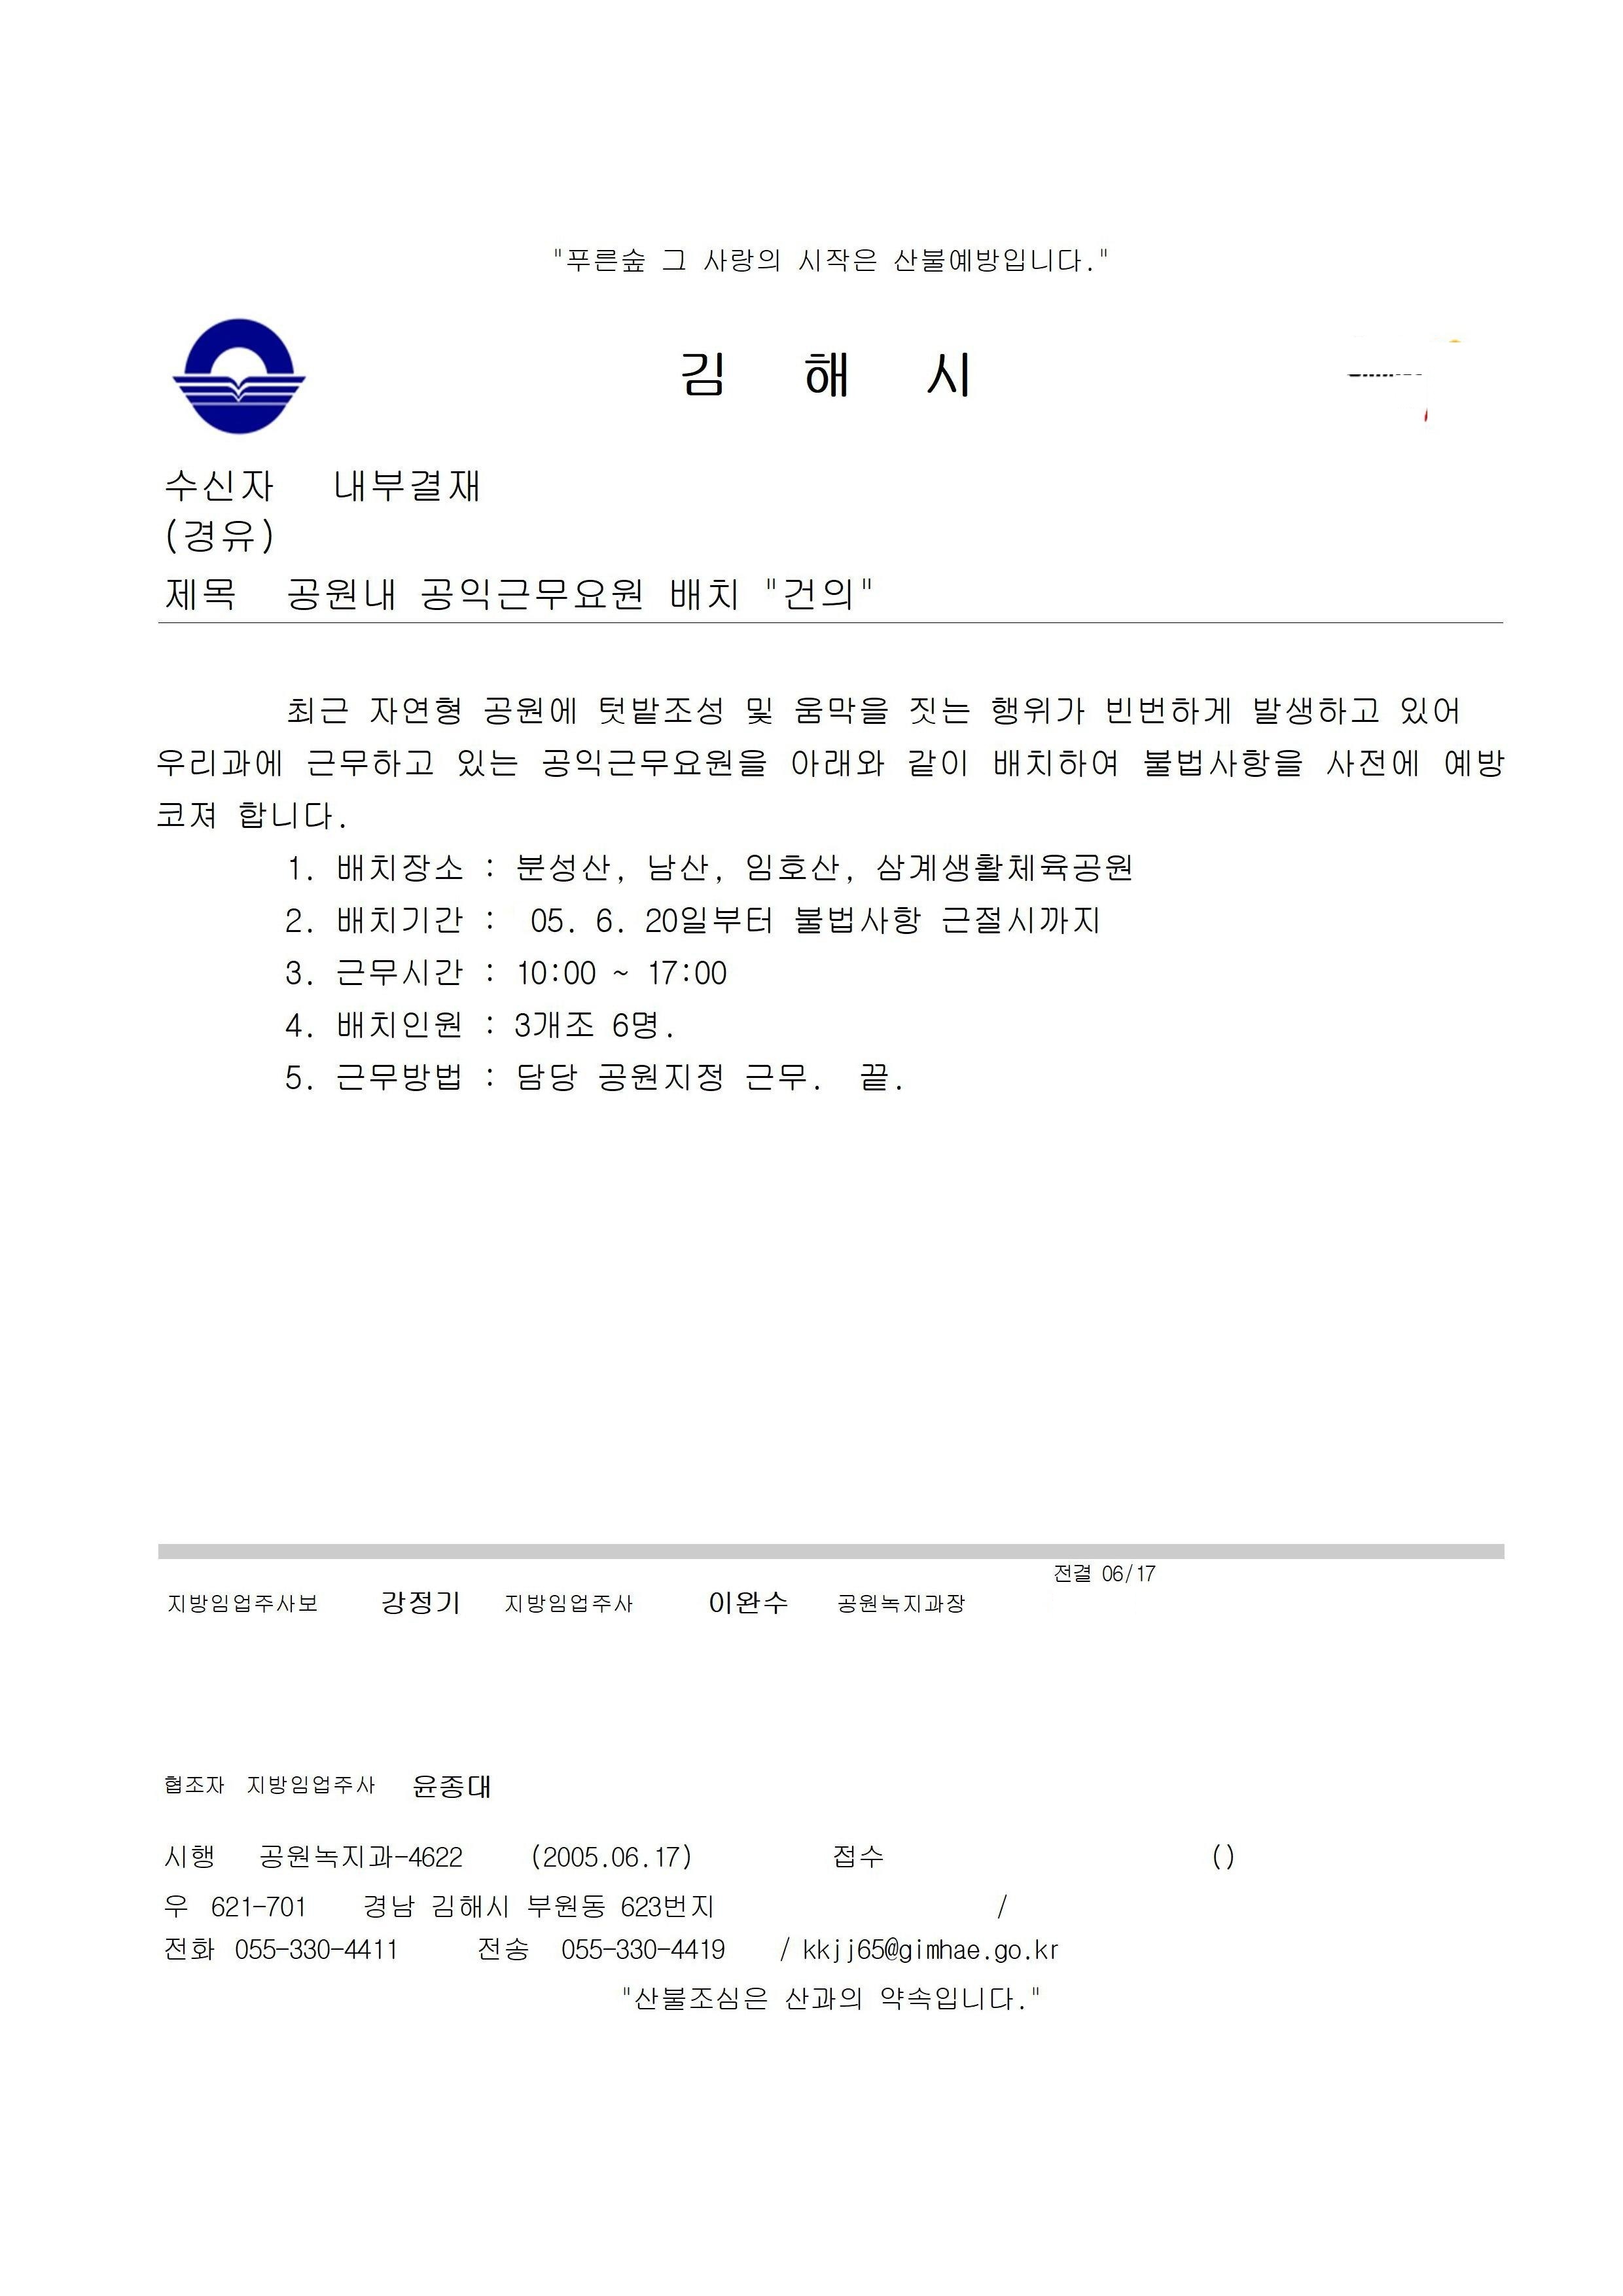 "푸른숲 그 사랑의 시작은 산불예방입니다."
김 해 시
수신자 내부결재
(경유)
제목 공원내 공익근무요원 배치 "건의"
최근 자연형 공원에 텃밭조성 및 움막을 짓는 행위가 빈번하게 발생하고 있어
우리과에 근무하고 있는 공익근무요원을 아래와 같이 배치하여 불법사항을 사전에 예방
코져 합니다.
1. 배치장소 : 분성산, 남산, 임호산, 삼계생활체육공원
2. 배치기간 : 05. 6. 20일부터 불법사항 근절시까지
3. 근무시간 : 10:00 ~ 17:00
4. 배치인원 : 3개조 6명.
5. 근무방법 : 담당 공원지정 근무. 끝.
전결 06/17
지방임업주사보 강정기 지방임업주사 이완수 공원녹지과장
협조자 지방임업주사 윤종대
시행 공원녹지과-4622 (2005.06.17) 접수 ()
우 621-701 경남 김해시 부원동 623번지 /
전화 055-330-4411 전송 055-330-4419 / kkjj65@gimhae.go.kr
"산불조심은 산과의 약속입니다."